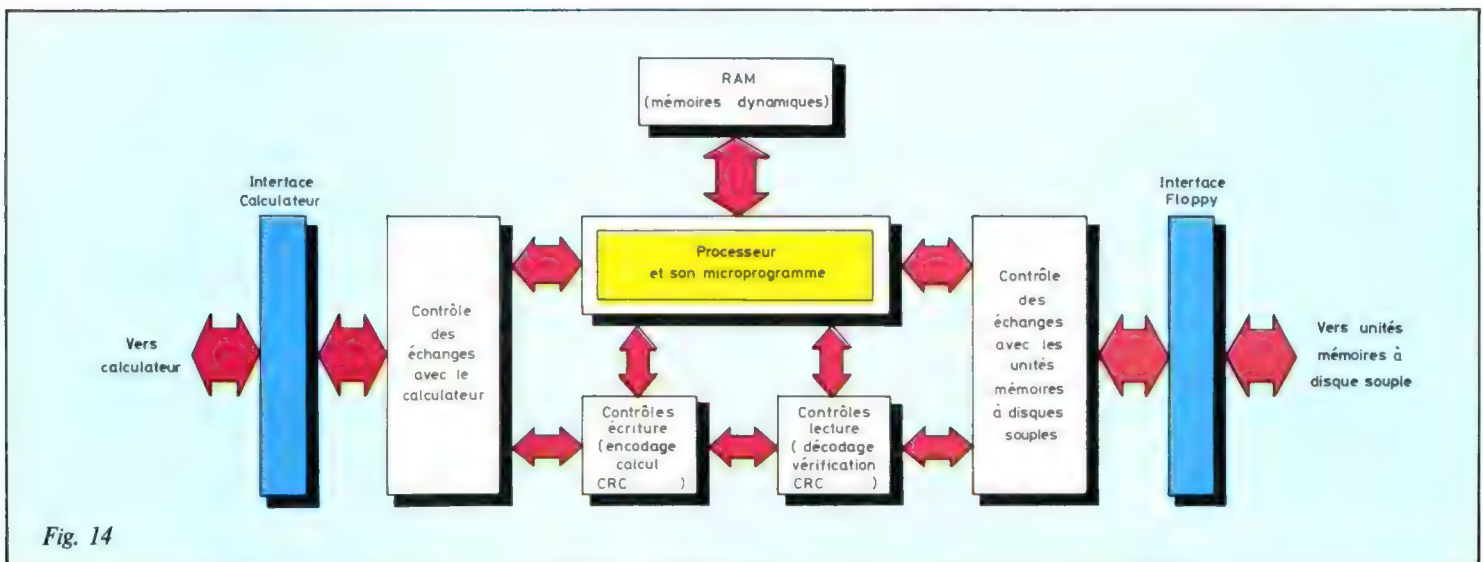 RAM
(mémoires dynamiques)
Interface
Calculateur
Interface
Floppy
Processeur
et son microprogramme
Vers
calculateur
Contrôle
des
échanges
avec le
calculateur
Contrôle
des
échanges
avec les
unités
mémoires
à disques
souples
Vers unités
mémoires à
disque souple
Contrôles
écriture
(encodage
calcul
CRC )
Contrôles
lecture
( décodage
vérification
CRC )
Fig. 14